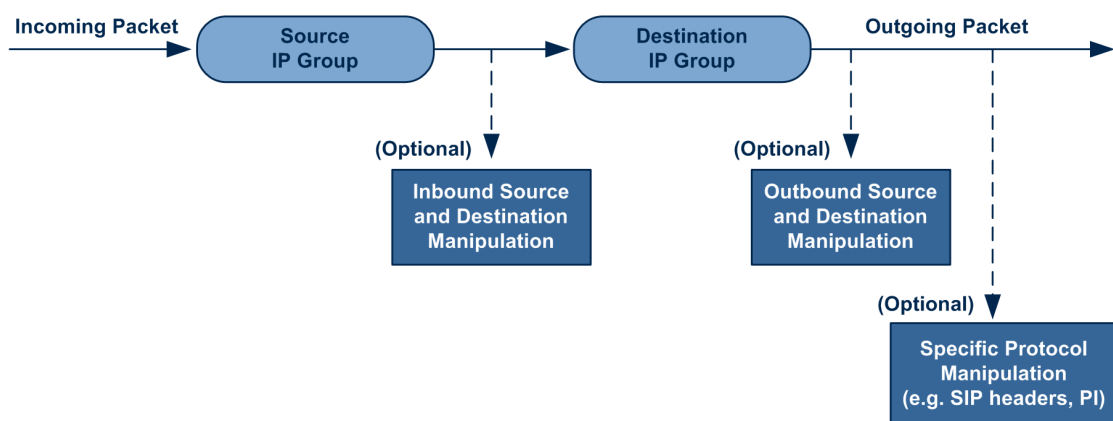 Incoming Packet
Source
IP Group
Destination
IP Group
Outgoing Packet
(Optional)
Inbound Source
and Destination
Manipulation
(Optional)
Outbound Source
and Destination
Manipulation
(Optional)
Specific Protocol
Manipulation
(e.g. SIP headers, PI)